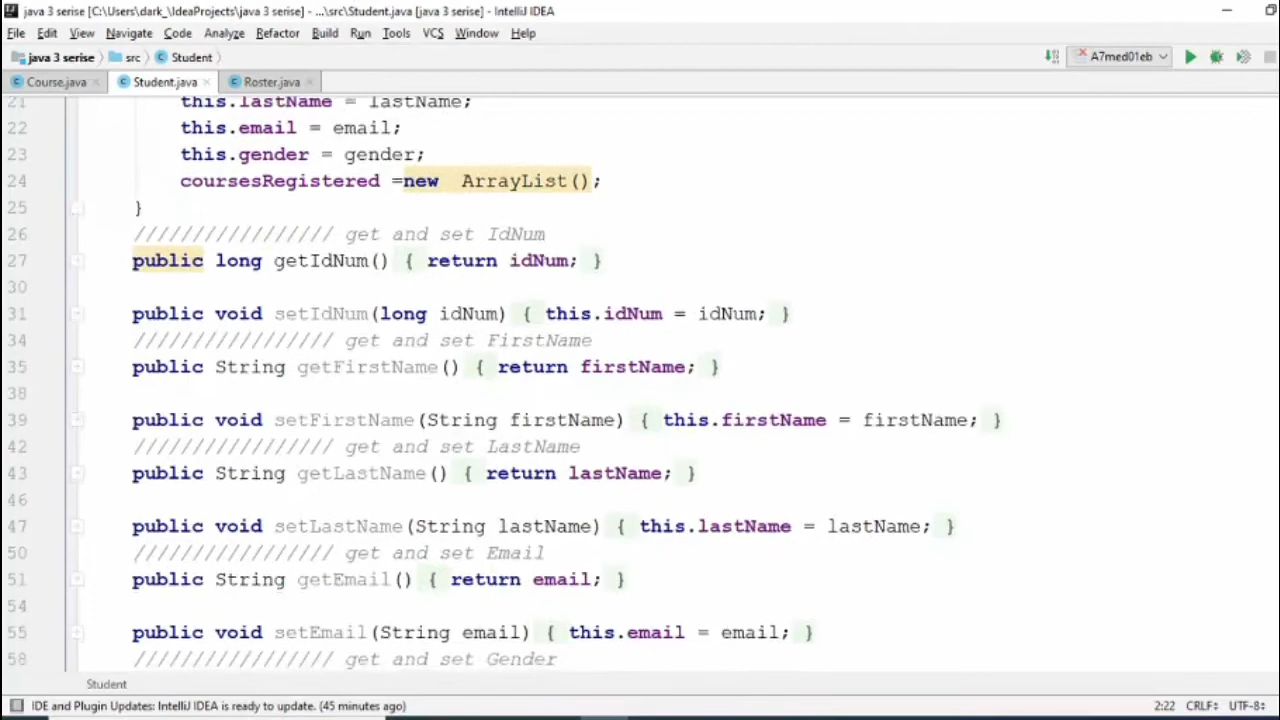 java 3 serise [C:\Users\dark_\IdeaProjects\java 3 serise] - ...\src\Student.java [java 3 serise] - IntelliJ IDEA
File Edit View Navigate Code Analyze Refactor Build Run Tools VCS Window Help
java 3 serise src Student A7med01eb
Course.java Student.java Roster.java
21 this.lastName = lastName;
22 this.email = email;
23 this.gender = gender;
24 coursesRegistered =new ArrayList();
25 }
26 ///////////////// get and set IdNum
27 public long getIdNum() { return idNum; }
30
31 public void setIdNum(long idNum) { this.idNum = idNum; }
34 ///////////////// get and set FirstName
35 public String getFirstName() { return firstName; }
38
39 public void setFirstName(String firstName) { this.firstName = firstName; }
42 ///////////////// get and set LastName
43 public String getLastName() { return lastName; }
46
47 public void setLastName(String lastName) { this.lastName = lastName; }
50 ///////////////// get and set Email
51 public String getEmail() { return email; }
54
55 public void setEmail(String email) { this.email = email; }
58 ///////////////// get and set Gender
Student
IDE and Plugin Updates: IntelliJ IDEA is ready to update. (45 minutes ago) 2:22 CRLF UTF-8